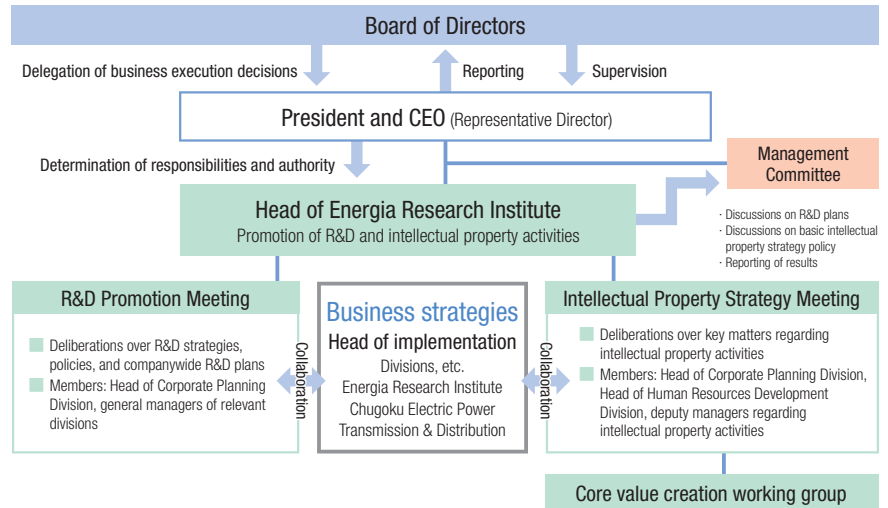 Board of Directors
Delegation of business execution decisions
Reporting
Supervision
President and CEO (Representative Director)
Determination of responsibilities and authority
Management
Committee
Head of Energia Research Institute
Promotion of R&D and intellectual property activities
· Discussions on R&D plans
· Discussions on basic intellectual
property strategy policy
· Reporting of results
R&D Promotion Meeting
Deliberations over R&D strategies,
policies, and companywide R&D plans
Members: Head of Corporate Planning
Division, general managers of relevant
divisions
Collaboration
Business strategies
Head of implementation
Divisions, etc.
Energia Research Institute
Chugoku Electric Power
Transmission & Distribution
Collaboration
Intellectual Property Strategy Meeting
Deliberations over key matters regarding
intellectual property activities
Members: Head of Corporate Planning Division,
Head of Human Resources Development
Division, deputy managers regarding
intellectual property activities
Core value creation working group